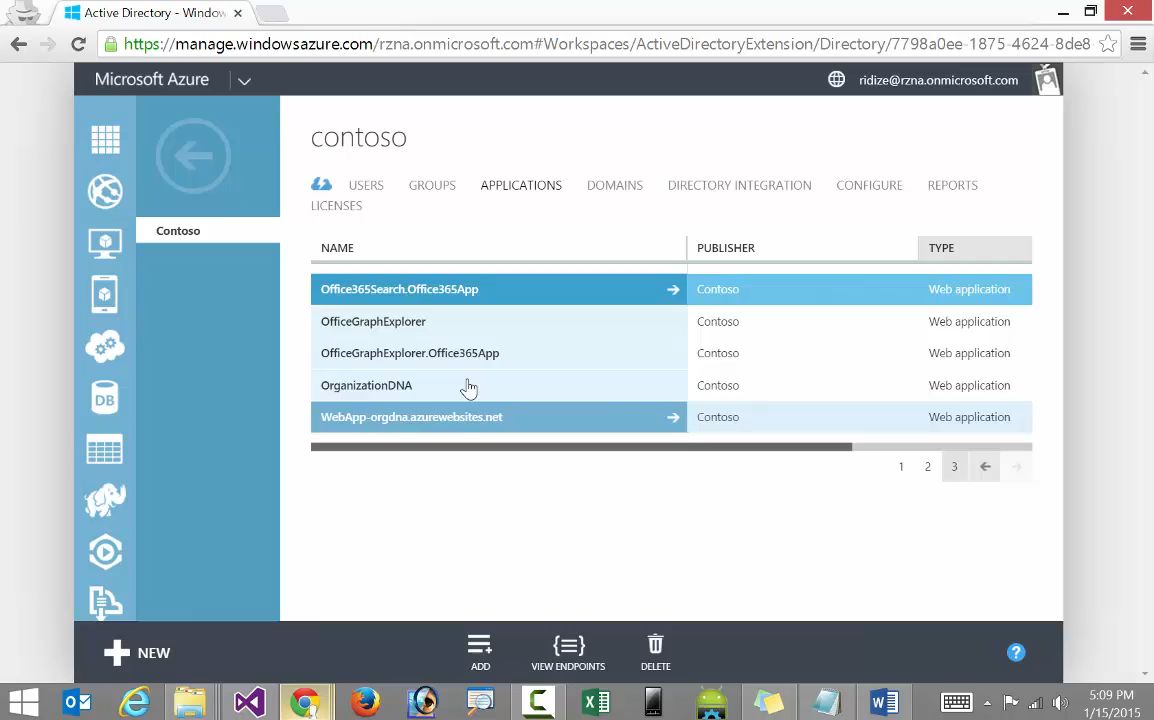 Active Directory - Window
https://manage.windowsazure.com/rzna.onmicrosoft.com#Workspaces/ActiveDirectoryExtension/Directory/7798a0ee-1875-4624-8de8
Microsoft Azure
ridize@rzna.onmicrosoft.com
Contoso
contoso
USERS GROUPS APPLICATIONS DOMAINS DIRECTORY INTEGRATION CONFIGURE REPORTS
LICENSES
NAME PUBLISHER TYPE
Office365Search.Office365App Contoso Web application
OfficeGraphExplorer Contoso Web application
OfficeGraphExplorer.Office365App Contoso Web application
OrganizationDNA Contoso Web application
WebApp-orgdna.azurewebsites.net Contoso Web application
1 2 3
DB
NEW
ADD
VIEW ENDPOINTS
DELETE
?
5:09 PM
1/15/2015